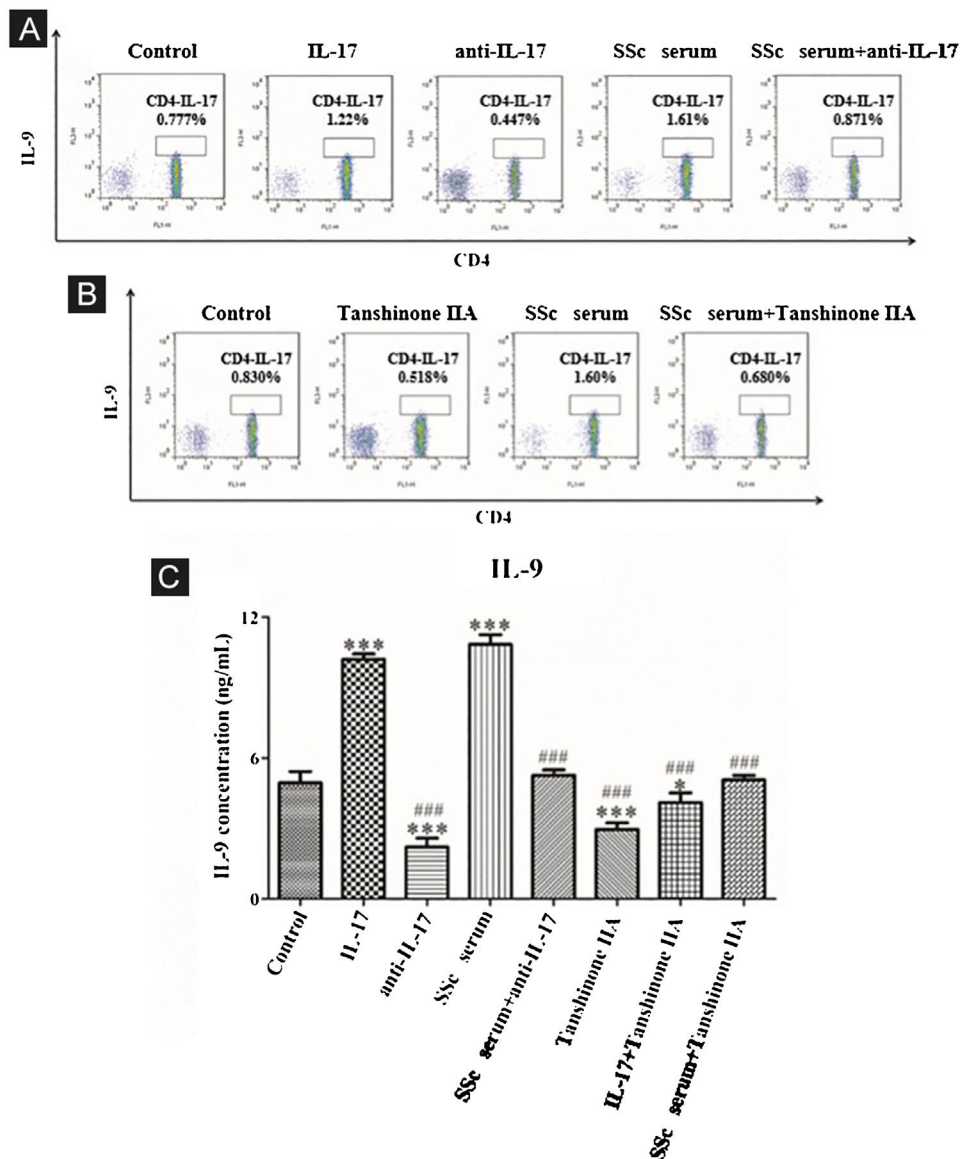 A
Control IL-17 anti-IL-17 SSc serum SSc serum+anti-IL-17
CD4-IL-17 CD4-IL-17 CD4-IL-17 CD4-IL-17 CD4-IL-17
0.777% 1.22% 0.447% 1.61% 0.871%
IL-9
CD4
B
Control Tanshinone IIA SSc serum SSc serum+Tanshinone IIA
CD4-IL-17 CD4-IL-17 CD4-IL-17 CD4-IL-17
0.830% 0.518% 1.60% 0.680%
IL-9
CD4
C
IL-9
IL-9 concentration (ng/mL)
12
6
0
***
***
###
***
###
###
***
###
*
###
Control
IL-17
anti-IL-17
SSc serum
SSc serum+anti-IL-17
Tanshinone IIA
IL-17+Tanshinone IIA
SSc serum+Tanshinone IIA